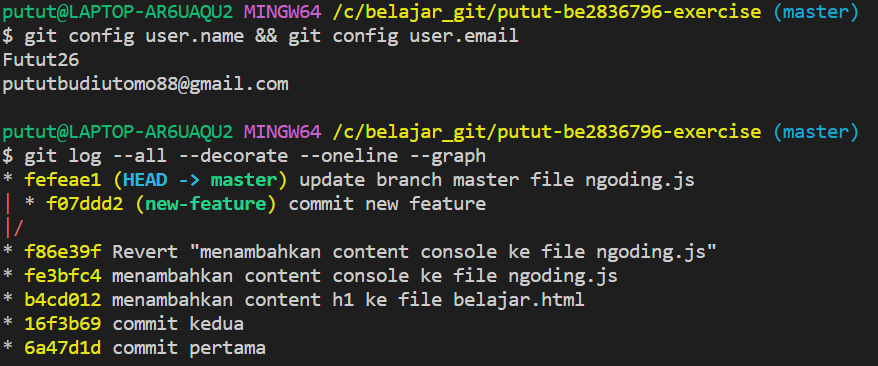 putut@LAPTOP-AR6UAQU2 MINGW64 /c/belajar_git/putut-be2836796-exercise (master)
$ git config user.name && git config user.email
Futut26
pututbudiutomo88@gmail.com
putut@LAPTOP-AR6UAQU2 MINGW64 /c/belajar_git/putut-be2836796-exercise (master)
$ git log --all --decorate --oneline --graph
* fefeae1 (HEAD -> master) update branch master file ngoding.js
| * f07ddd2 (new-feature) commit new feature
|/
* f86e39f Revert "menambahkan content console ke file ngoding.js"
* fe3bfc4 menambahkan content console ke file ngoding.js
* b4cd012 menambahkan content h1 ke file belajar.html
* 16f3b69 commit kedua
* 6a47d1d commit pertama